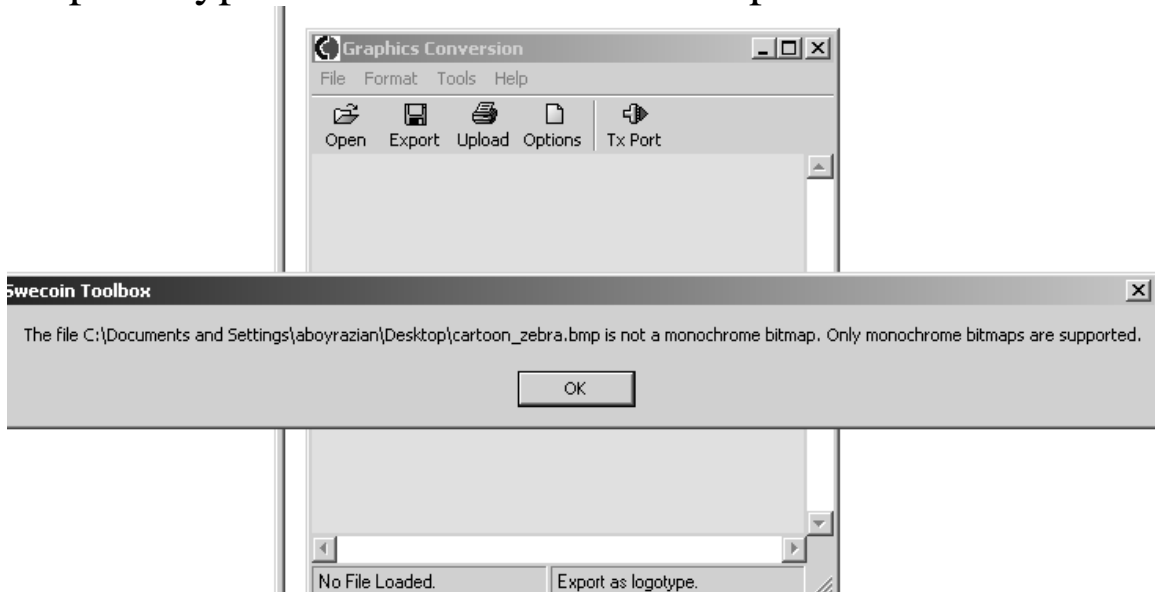 Graphics Conversion
File Format Tools Help
Open Export Upload Options Tx Port
Swecoin Toolbox
The file C:\Documents and Settings\aboyrazian\Desktop\cartoon_zebra.bmp is not a monochrome bitmap. Only monochrome bitmaps are supported.
OK
No File Loaded. Export as logotype.